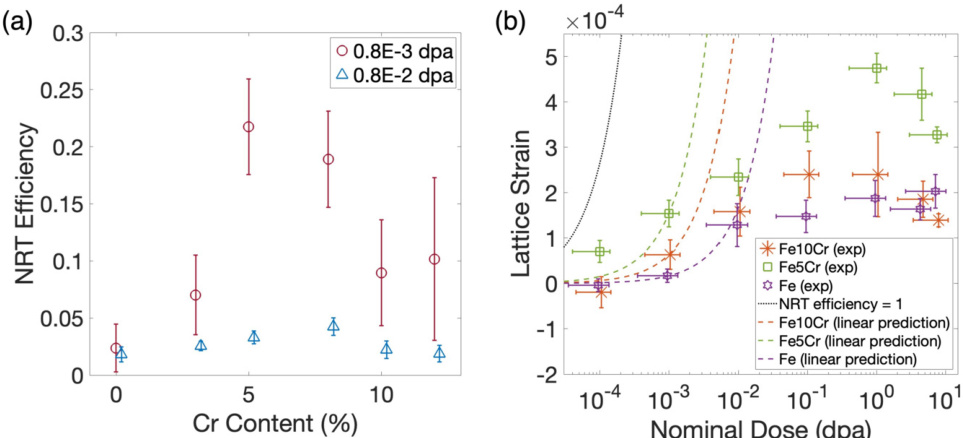 (a)
0.3
0.25
0.2
0.15
0.1
0.05
0
NRT Efficiency
0.8E-3 dpa
0.8E-2 dpa
0
5
10
Cr Content (%)
(b)
×10⁻⁴
5
4
3
2
1
0
-1
-2
Lattice Strain
Fe10Cr (exp)
Fe5Cr (exp)
Fe (exp)
NRT efficiency = 1
Fe10Cr (linear prediction)
Fe5Cr (linear prediction)
Fe (linear prediction)
10⁻⁴
10⁻³
10⁻²
10⁻¹
10⁰
10¹
Nominal Dose (dpa)